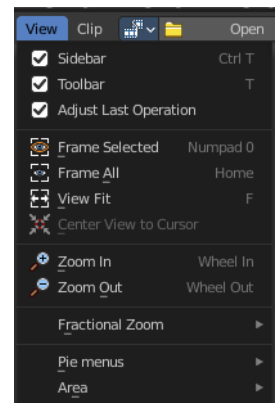 View Clip Open
Sidebar Ctrl T
Toolbar T
Adjust Last Operation
Frame Selected Numpad 0
Frame All Home
View Fit F
Center View to Cursor
Zoom In Wheel In
Zoom Out Wheel Out
Fractional Zoom
Pie menus
Area